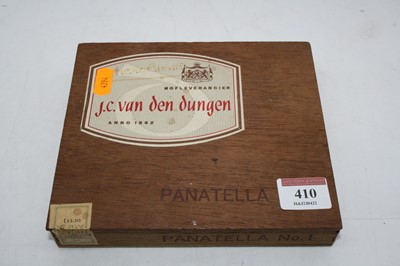 HOFLEVERANCIER
j.c. van den dungen
ANNO 1882
PANATELLA
410
PANATELLA No.1